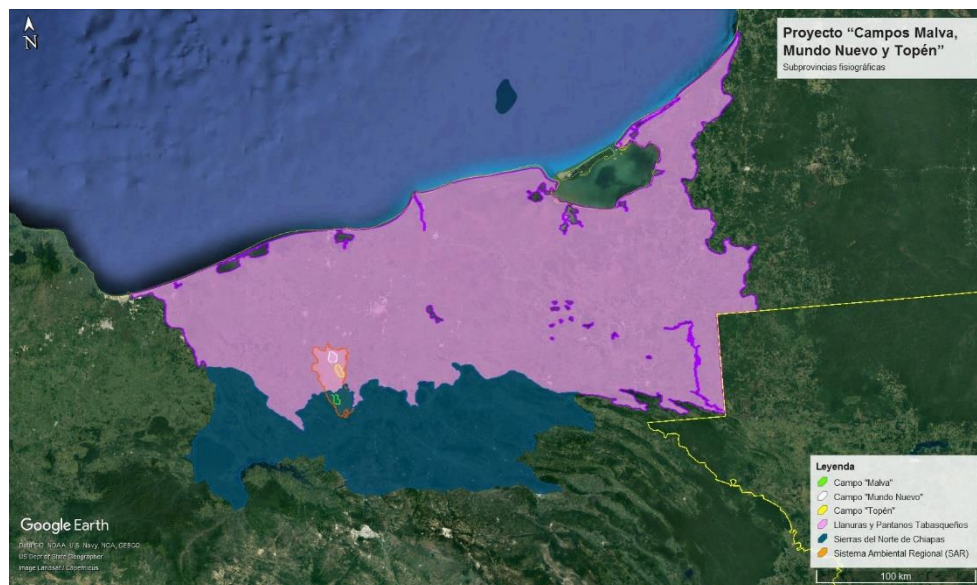 N
Proyecto “Campos Malva,
Mundo Nuevo y Topén”
Subprovincias fisiográficas
Leyenda
Campo "Malva"
Campo "Mundo Nuevo"
Campo "Topén"
Llanuras y Pantanos Tabasqueños
Sierras del Norte de Chiapas
Sistema Ambiental Regional (SAR)
100 km
Google Earth
Data SIO, NOAA, U.S. Navy, NGA, GEBCO
US Dept of State Geographer
Image Landsat / Copernicus